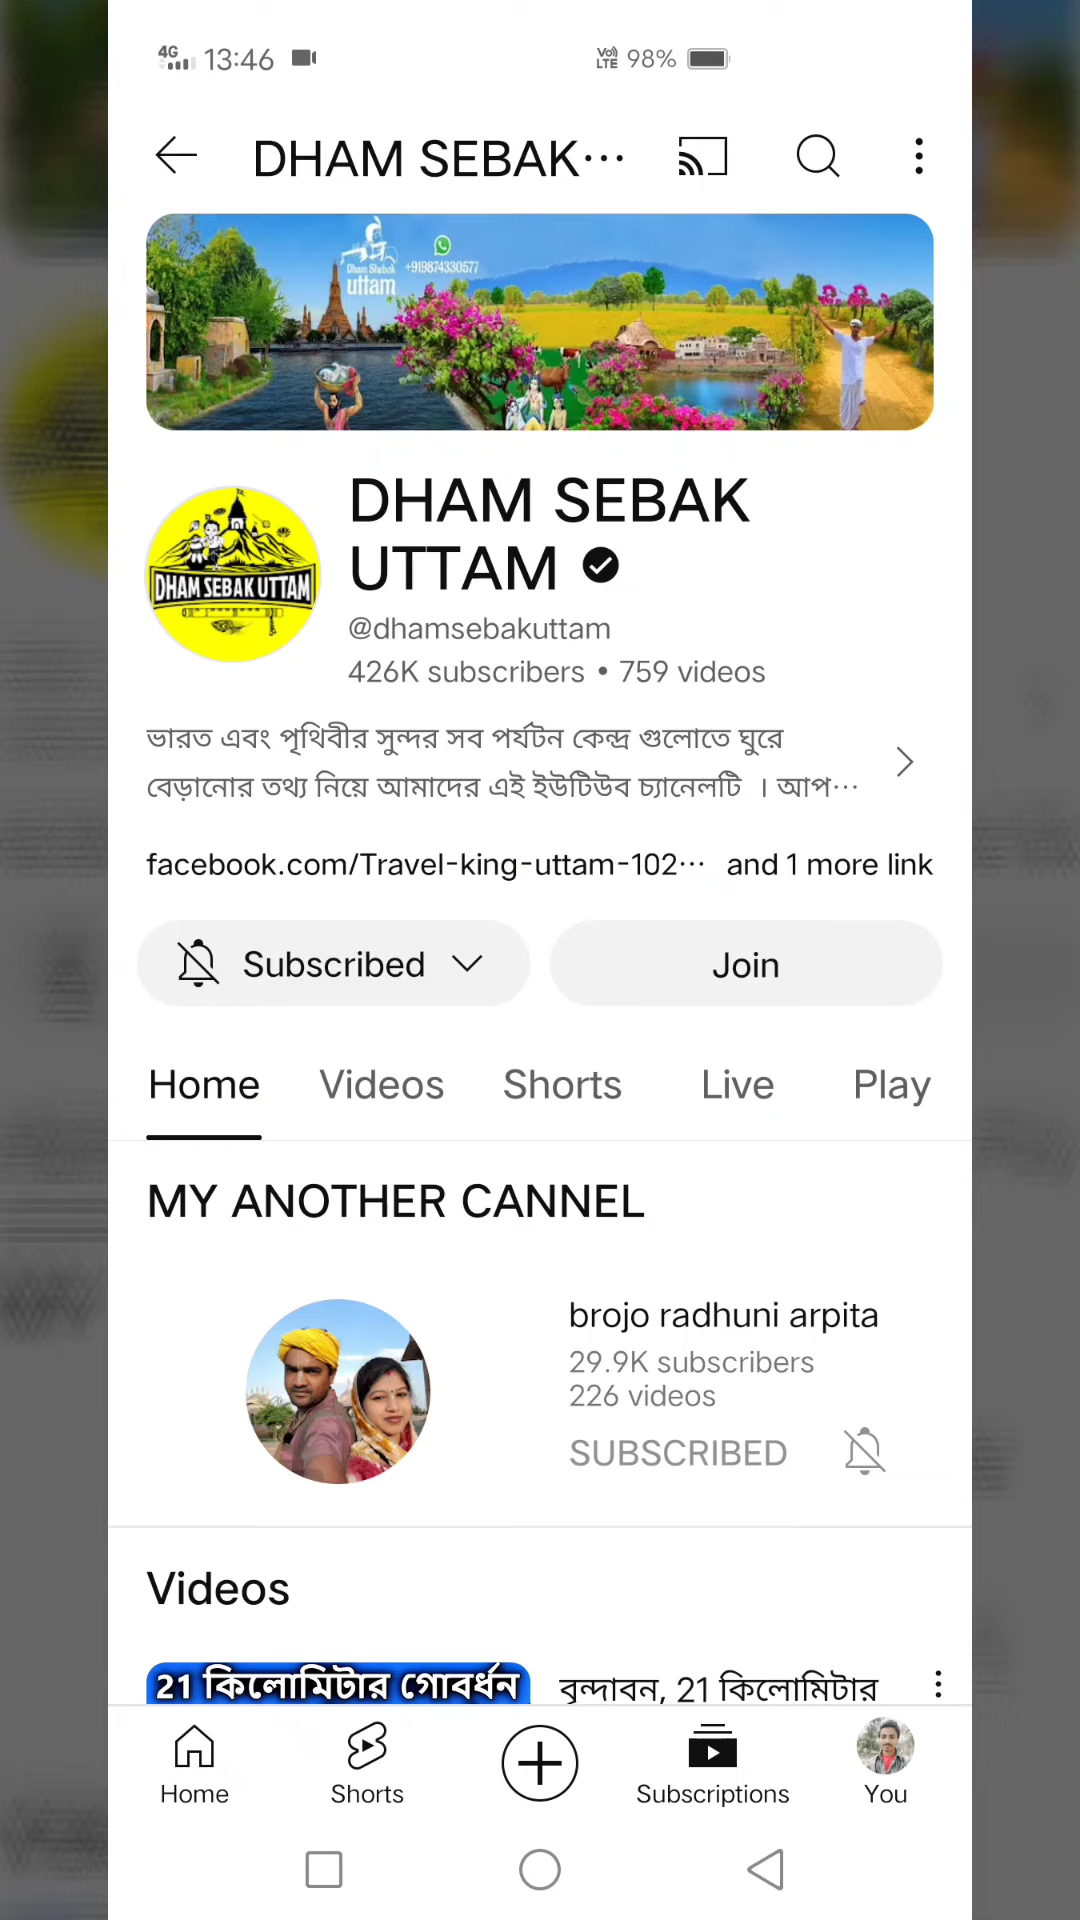 4G 13:46 Vo)) LTE 98%
DHAM SEBAK...
Dham Shebok
uttam
+919874330577
DHAM SEBAK UTTAM
DHAM SEBAK
UTTAM
@dhamsebakuttam
426K subscribers • 759 videos
ভারত এবং পৃথিবীর সুন্দর সব পর্যটন কেন্দ্র গুলোতে ঘুরে
বেড়ানোর তথ্য নিয়ে আমাদের এই ইউটিউব চ্যানেলটি । আপ...
facebook.com/Travel-king-uttam-102... and 1 more link
Subscribed
Join
Home Videos Shorts Live Play
MY ANOTHER CANNEL
brojo radhuni arpita
29.9K subscribers
226 videos
SUBSCRIBED
Videos
21 কিলোমিটার গোবর্ধন
বৃন্দাবন, 21 কিলোমিটার
Home Shorts Subscriptions You